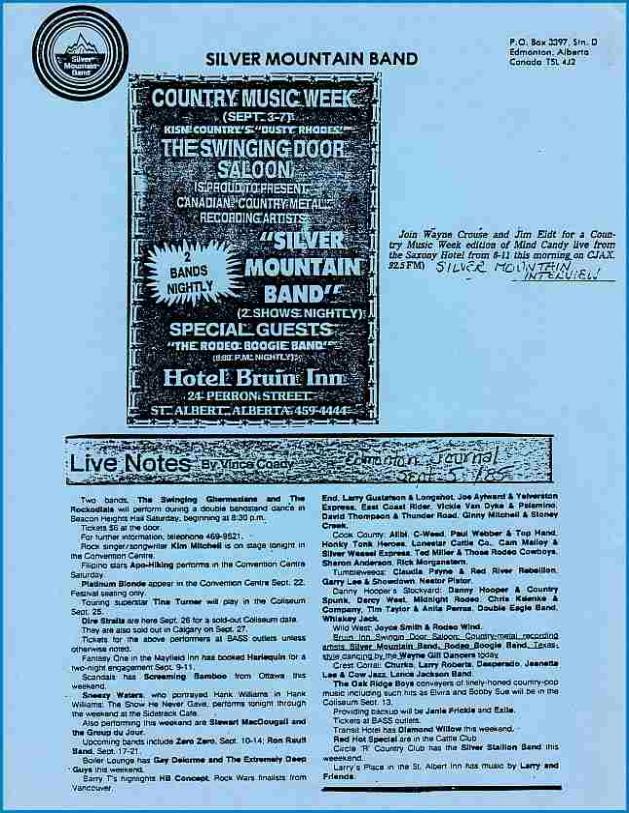 Silver
Mountain
Band
SILVER MOUNTAIN BAND
P.O. Box 3397, Stn. D
Edmonton, Alberta
Canada T5L 4J2
COUNTRY MUSIC WEEK
(SEPT. 3-7)
KISN COUNTRY'S "DUSTY RHODES"
THE SWINGING DOOR
SALOON
IS PROUD TO PRESENT
CANADIAN COUNTRY METAL
RECORDING ARTISTS
2
BANDS
NIGHTLY
"SILVER
MOUNTAIN
BAND"
(2 SHOWS NIGHTLY)
SPECIAL GUESTS
"THE RODEO BOOGIE BAND"
(8:00 P.M. NIGHTLY)
Hotel Bruin Inn
24 PERRON STREET
ST. ALBERT, ALBERTA 459-4444
Join Wayne Crouse and Jim Eidt for a Coun-
try Music Week edition of Mind Candy live from
the Saxony Hotel from 8-11 this morning on CJAX
92.5 FM)
SILVER MOUNTAIN
INTERVIEW
Live Notes By Vince Coady
Edmonton Journal
Sept 5/85
Two bands, The Swinging Ghermezians and The
Rockodials will perform during a double bandstand dance in
Beacon Heights Hall Saturday, beginning at 8:30 p.m.
Tickets $6 at the door.
For further information, telephone 469-9521.
Rock singer/songwriter Kim Mitchell is on stage tonight in
the Convention Centre.
Filipino stars Apo-Hiking performs in the Convention Centre
Saturday.
Platinum Blonde appear in the Convention Centre Sept. 22.
Festival seating only.
Touring superstar Tina Turner will play in the Coliseum
Sept. 25.
Dire Straits are here Sept. 26 for a sold-out Coliseum date.
They are also sold out in Calgary on Sept. 27.
Tickets for the above performers at BASS outlets unless
otherwise noted.
Fantasy One in the Mayfield Inn has booked Harlequin for a
two-night engagement Sept. 9-11.
Scandals has Screaming Bamboo from Ottawa this
weekend.
Sneezy Waters, who portrayed Hank Williams in Hank
Williams: The Show He Never Gave, performs tonight through
the weekend at the Sidetrack Cafe.
Also performing this weekend are Stewart MacDougall and
the Group du Jour.
Upcoming bands include Zero Zero, Sept. 10-14; Ron Rault
Band, Sept. 17-21.
Boiler Lounge has Gay Delorme and The Extremely Deep
Guys this weekend.
Barry T's highlights HB Concept, Rock Wars finalists from
Vancouver.
End, Larry Gustafson & Longshot, Joe Aylward & Yelverston
Express, East Coast Rider, Vickie Van Dyke & Palamino,
David Thompson & Thunder Road, Ginny Mitchell & Stoney
Creek.
Cook County: Alibi, C-Weed, Paul Webber & Top Hand,
Honky Tonk Heroes, Lonestar Cattle Co., Cam Molloy &
Silver Weasel Express, Ted Miller & Those Rodeo Cowboys,
Sharon Anderson, Rick Morganstern.
Tumbleweeds: Claudia Payne & Red River Rebellion,
Garry Lee & Showdown, Nestor Pistor.
Danny Hooper's Stockyard: Danny Hooper & Country
Spunk, Darcy West, Midnight Rodeo, Chris Keienke &
Company, Tim Taylor & Anita Perras, Double Eagle Band,
Whiskey Jack.
Wild West: Joyce Smith & Rodeo Wind.
Bruin Inn Swingin Door Saloon: Country-metal recording
artists Silver Mountain Band, Rodeo Boogie Band, Texas-
style dancing by the Wayne Gill Dancers today.
Crest Corral: Churko, Larry Roberts, Desperado, Jeanette
Lee & Cow Jazz, Lance Jackson Band.
The Oak Ridge Boys conveyors of finely-honed country-pop
music including such hits as Elvira and Bobby Sue will be in the
Coliseum Sept. 13.
Providing backup will be Janie Frickie and Exile.
Tickets at BASS outlets.
Transit Hotel has Diamond Willow this weekend.
Red Hot Special are in the Cattle Club
Circle 'R' Country Club has the Silver Stallion Band this
weeekend.
Larry's Place in the St. Albert Inn has music by Larry and
Friends.